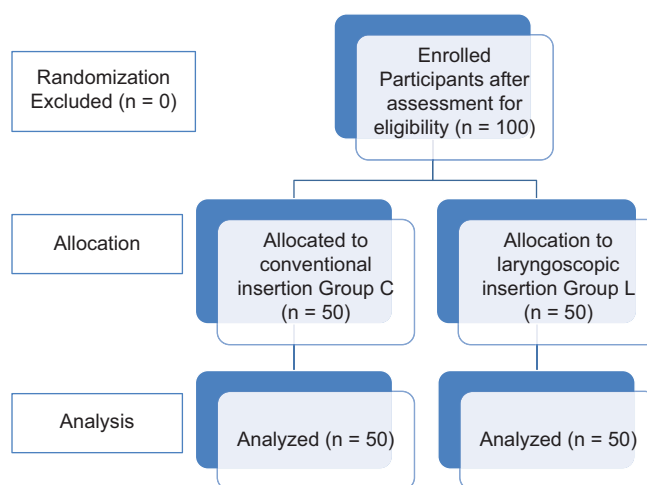 Randomization
Excluded (n = 0)
Enrolled
Participants after
assessment for
eligibility (n = 100)
Allocation
Allocated to
conventional
insertion Group C
(n = 50)
Allocation to
laryngoscopic
insertion Group L
(n = 50)
Analysis
Analyzed (n = 50)
Analyzed (n = 50)